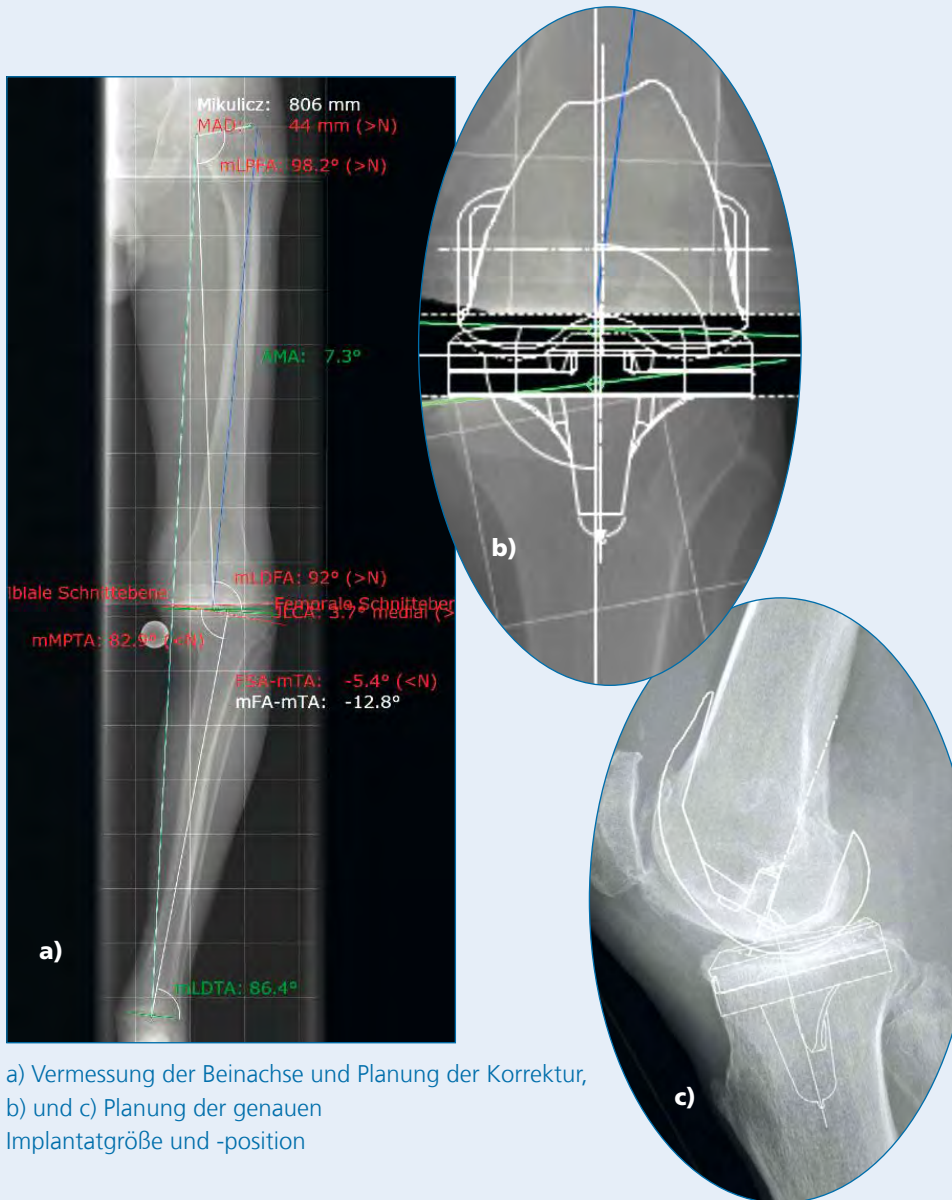 Mikulicz: 806 mm
MAD: 44 mm (>N)
mLPFA: 98.2° (>N)
AMA: 7.3°
mLDFA: 92° (>N)
ibiale Schnittebene
Femorale Schnitteber
JLCA: 3.7° medial (>
mMPTA: 82.9° (<N)
FSA-mTA: -5.4° (<N)
mFA-mTA: -12.8°
mLDTA: 86.4°
a)
b)
c)
a) Vermessung der Beinachse und Planung der Korrektur,
b) und c) Planung der genauen
Implantatgröße und -position